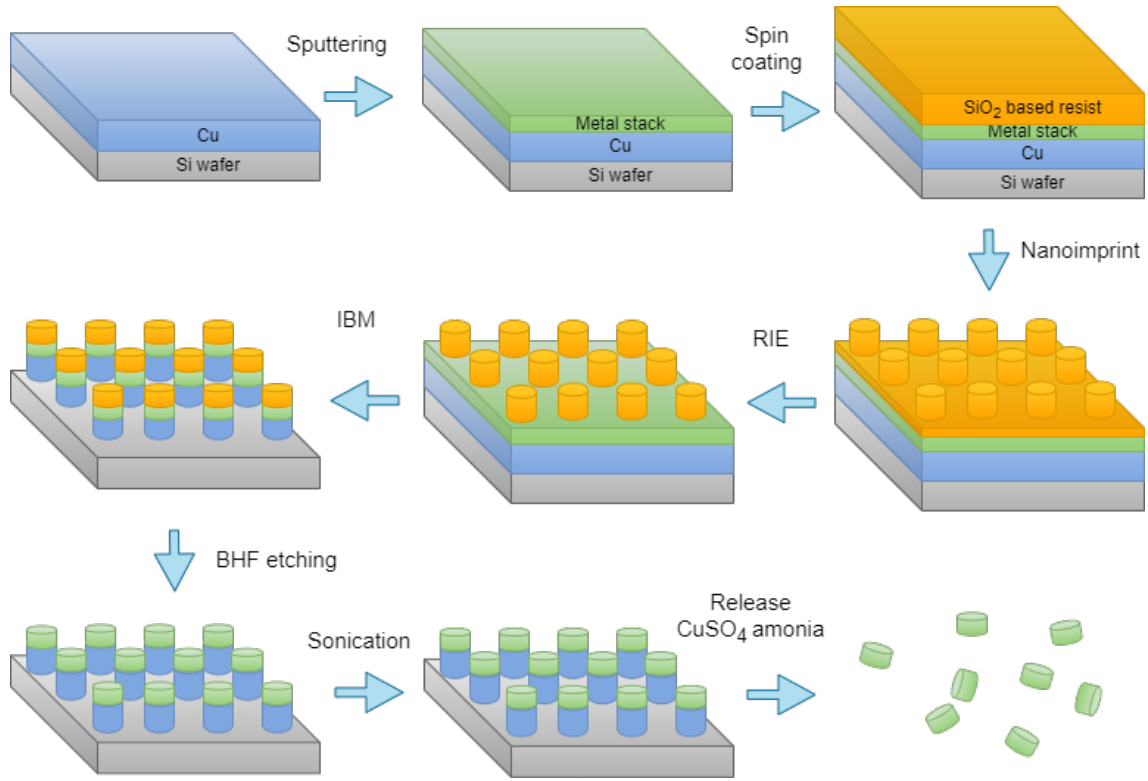 Sputtering
Spin
coating
Cu
Si wafer
Metal stack
Cu
Si wafer
SiO₂ based resist
Metal stack
Cu
Si wafer
Nanoimprint
IBM
RIE
BHF etching
Sonication
Release
CuSO₄ amonia